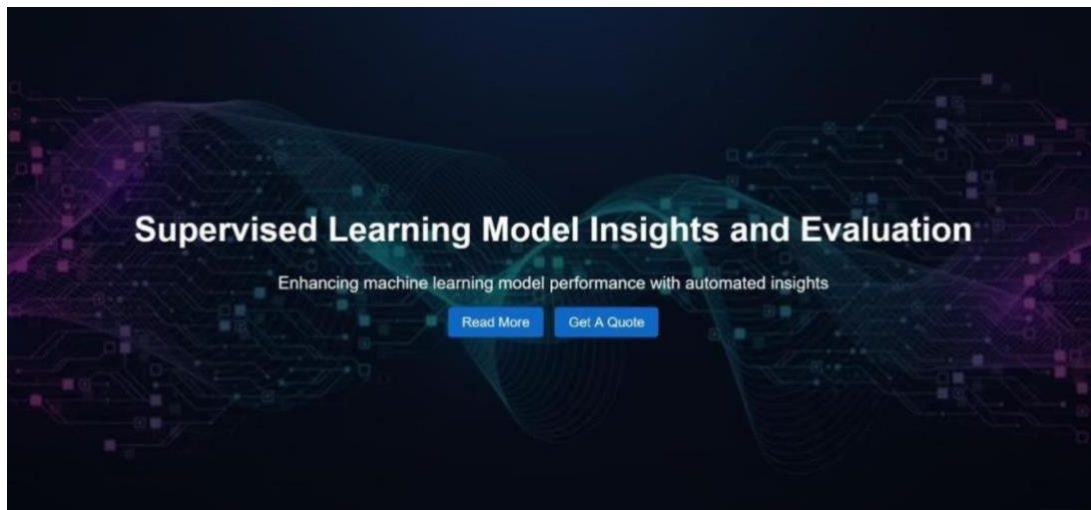 Supervised Learning Model Insights and Evaluation
Enhancing machine learning model performance with automated insights
Read More Get A Quote